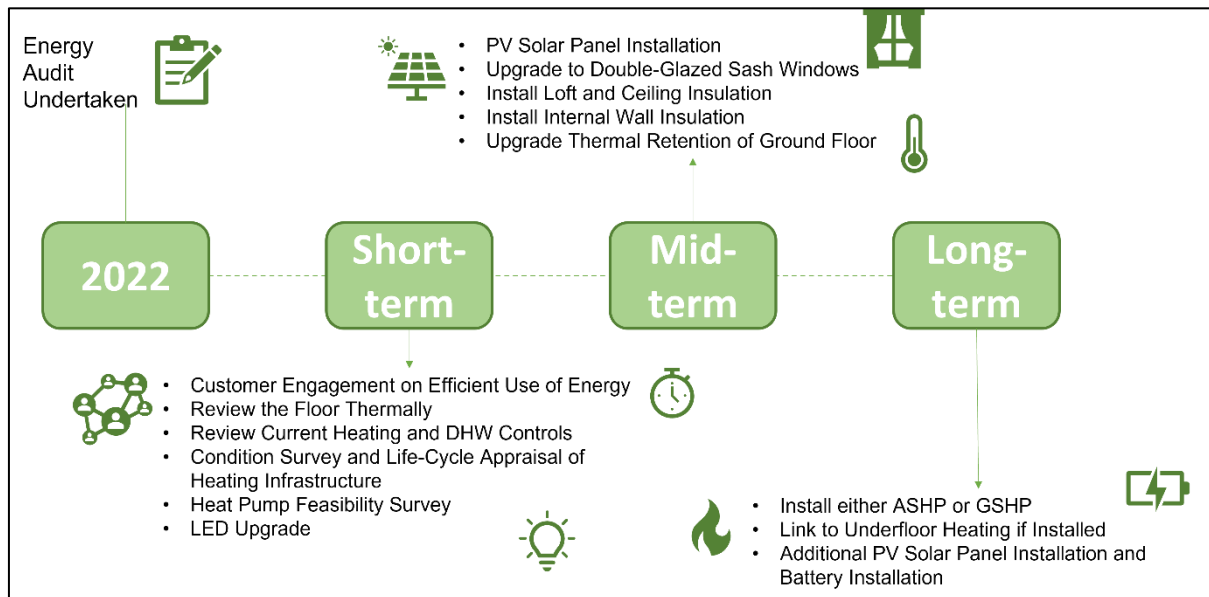 Energy
Audit
Undertaken
• PV Solar Panel Installation
• Upgrade to Double-Glazed Sash Windows
• Install Loft and Ceiling Insulation
• Install Internal Wall Insulation
• Upgrade Thermal Retention of Ground Floor
2022
Short-
term
Mid-
term
Long-
term
• Customer Engagement on Efficient Use of Energy
• Review the Floor Thermally
• Review Current Heating and DHW Controls
• Condition Survey and Life-Cycle Appraisal of
Heating Infrastructure
• Heat Pump Feasibility Survey
• LED Upgrade
• Install either ASHP or GSHP
• Link to Underfloor Heating if Installed
• Additional PV Solar Panel Installation and
Battery Installation